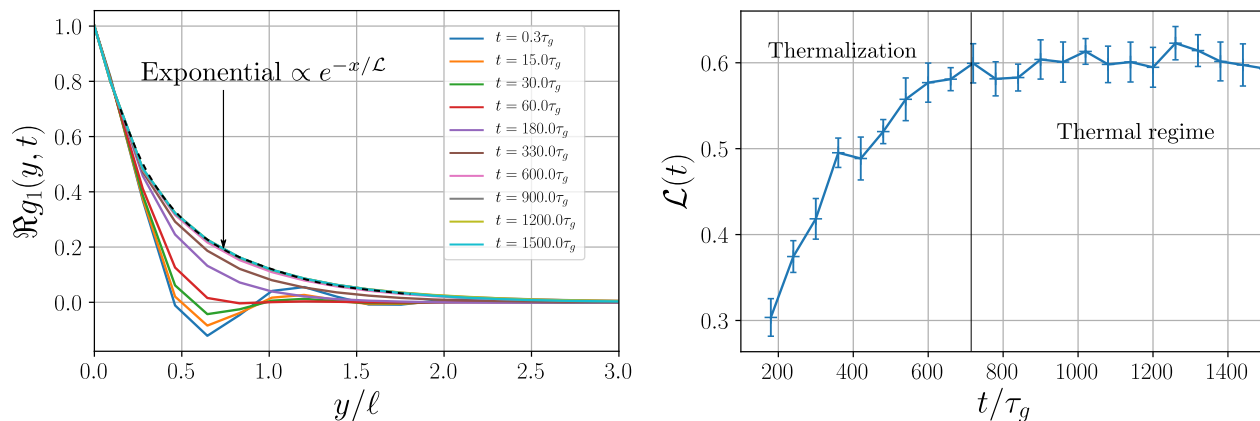 1.0
0.8
0.6
0.4
0.2
0.0
ℜg₁(y, t)
Exponential ∝ e^{−x/ℒ}
t = 0.3τ_g
t = 15.0τ_g
t = 30.0τ_g
t = 60.0τ_g
t = 180.0τ_g
t = 330.0τ_g
t = 600.0τ_g
t = 900.0τ_g
t = 1200.0τ_g
t = 1500.0τ_g
0.0 0.5 1.0 1.5 2.0 2.5 3.0
y/ℓ
0.6
0.5
0.4
0.3
ℒ(t)
Thermalization
Thermal regime
200 400 600 800 1000 1200 1400
t/τ_g